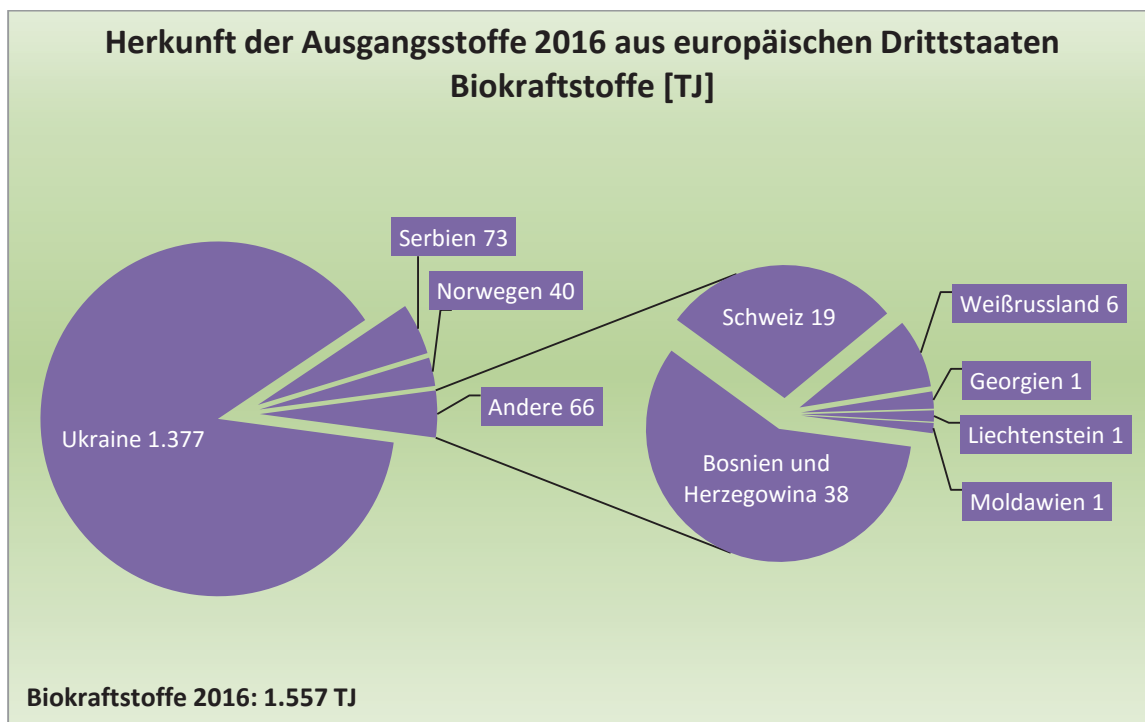 Herkunft der Ausgangsstoffe 2016 aus europäischen Drittstaaten
Biokraftstoffe [TJ]
Serbien 73
Norwegen 40
Andere 66
Ukraine 1.377
Schweiz 19
Weißrussland 6
Georgien 1
Liechtenstein 1
Moldawien 1
Bosnien und
Herzegowina 38
Biokraftstoffe 2016: 1.557 TJ